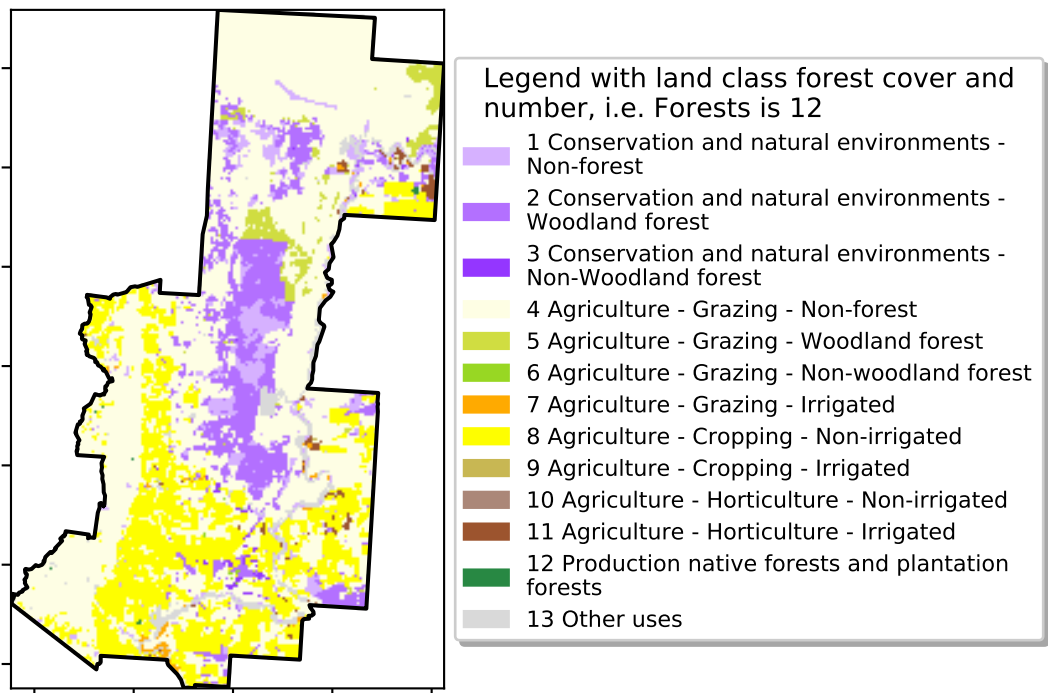 Legend with land class forest cover and
number, i.e. Forests is 12
1 Conservation and natural environments -
Non-forest
2 Conservation and natural environments -
Woodland forest
3 Conservation and natural environments -
Non-Woodland forest
4 Agriculture - Grazing - Non-forest
5 Agriculture - Grazing - Woodland forest
6 Agriculture - Grazing - Non-woodland forest
7 Agriculture - Grazing - Irrigated
8 Agriculture - Cropping - Non-irrigated
9 Agriculture - Cropping - Irrigated
10 Agriculture - Horticulture - Non-irrigated
11 Agriculture - Horticulture - Irrigated
12 Production native forests and plantation
forests
13 Other uses